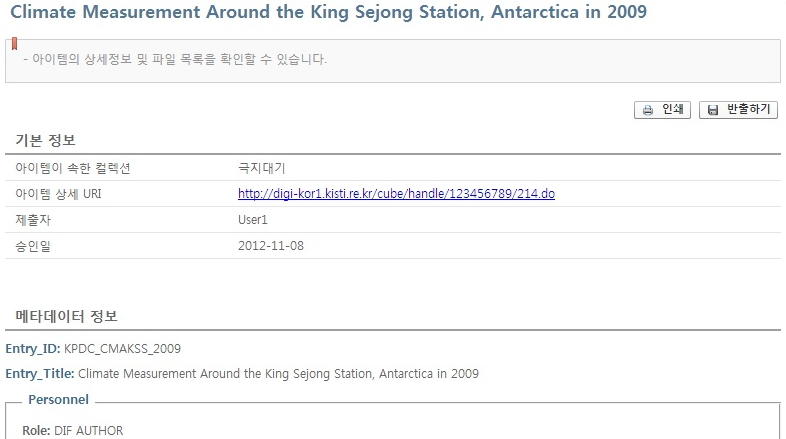 Climate Measurement Around the King Sejong Station, Antarctica in 2009
- 아이템의 상세정보 및 파일 목록을 확인할 수 있습니다.
인쇄 반출하기
기본 정보
아이템이 속한 컬렉션 극지대기
아이템 상세 URI http://digi-kor1.kisti.re.kr/cube/handle/123456789/214.do
제출자 User1
승인일 2012-11-08
메타데이터 정보
Entry_ID: KPDC_CMAKSS_2009
Entry_Title: Climate Measurement Around the King Sejong Station, Antarctica in 2009
Personnel
Role: DIF AUTHOR